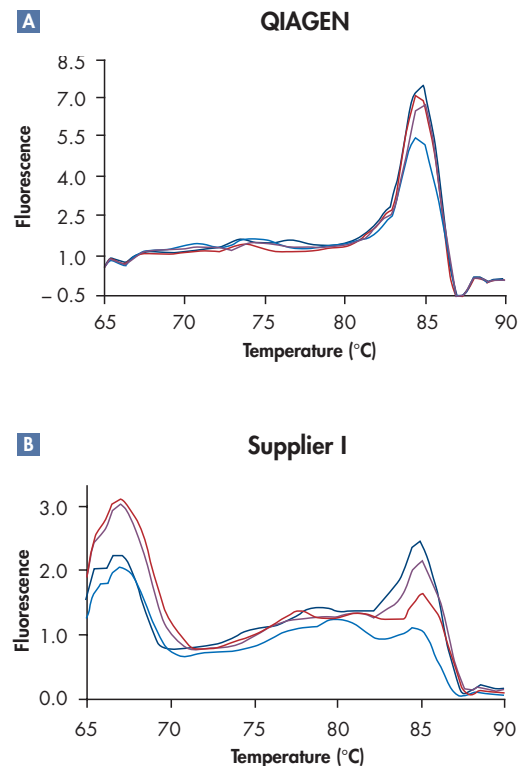 A
QIAGEN
8.5
7.0
5.5
4.0
2.5
1.0
– 0.5
Fluorescence
65 70 75 80 85 90
Temperature (°C)
B
Supplier I
3.0
2.0
1.0
0.0
Fluorescence
65 70 75 80 85 90
Temperature (°C)